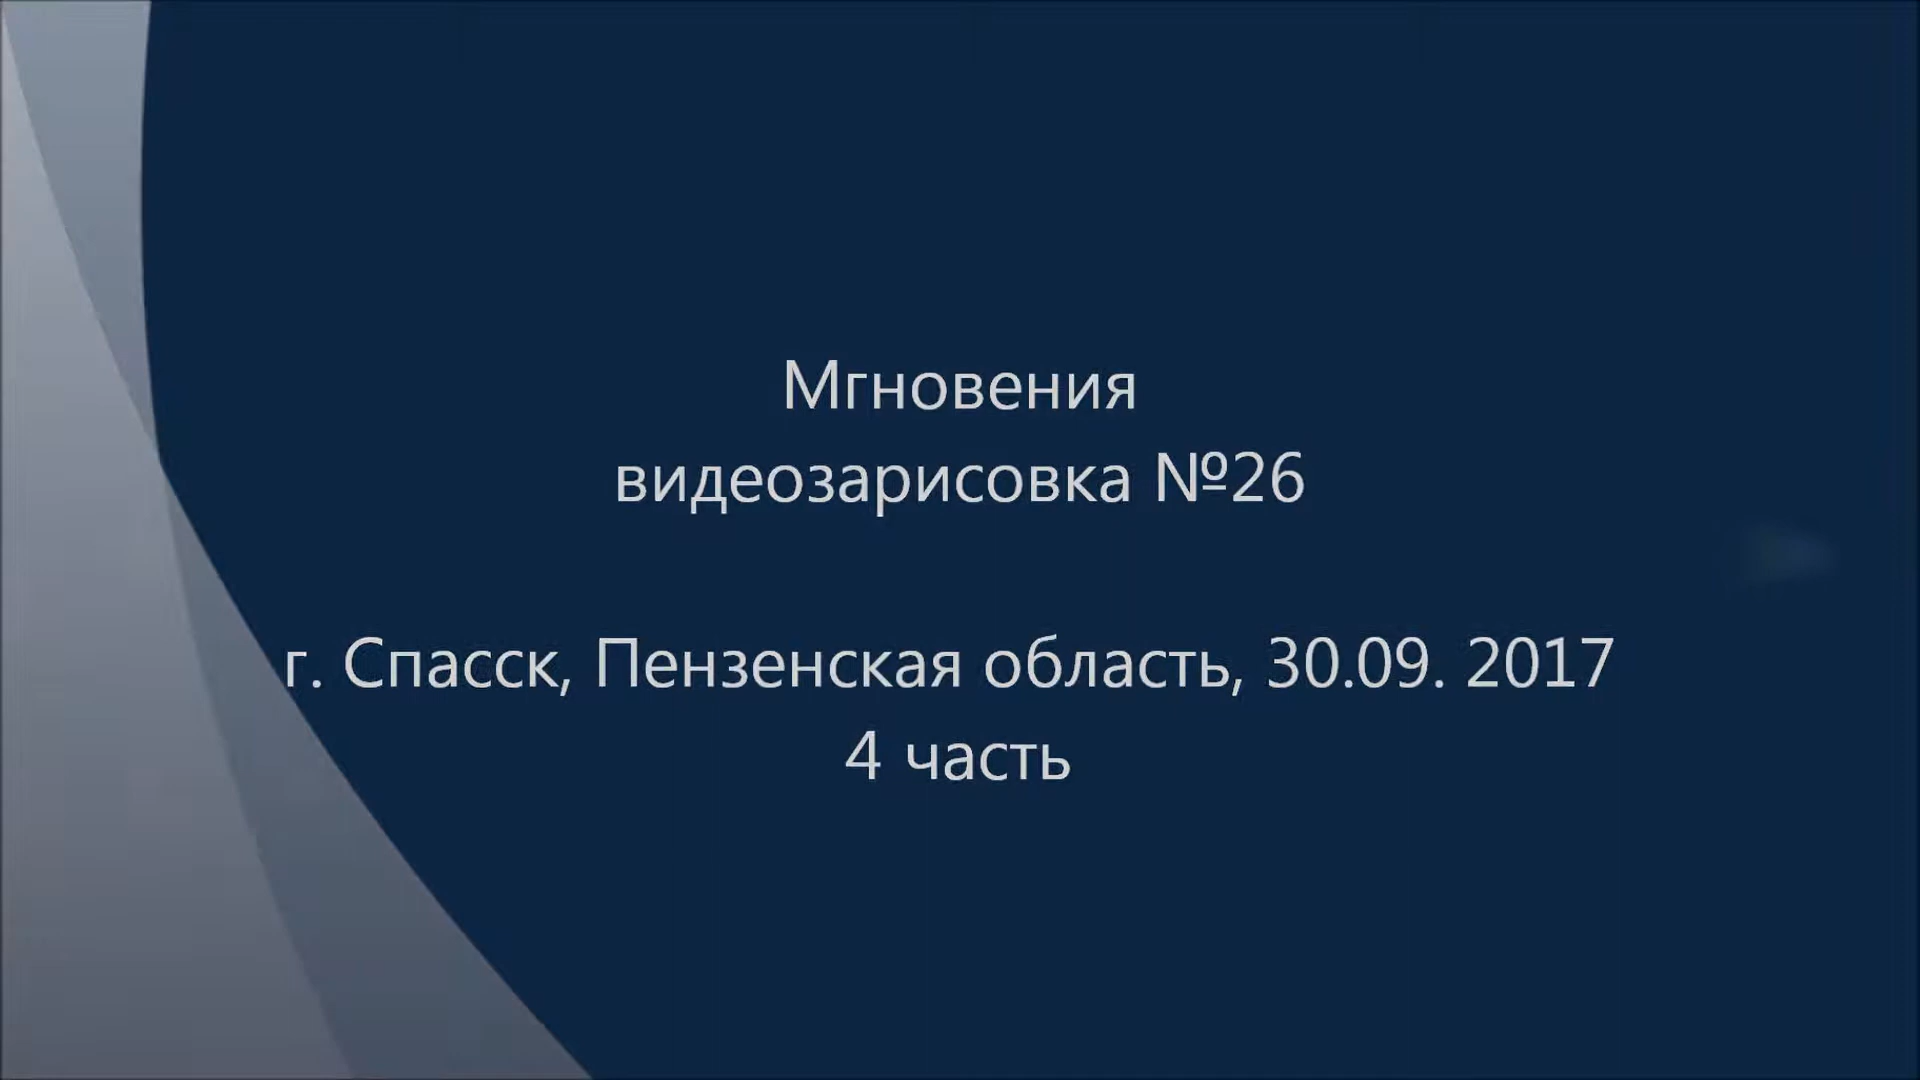 Мгновения
видеозарисовка №26
г. Спасск, Пензенская область, 30.09. 2017
4 часть